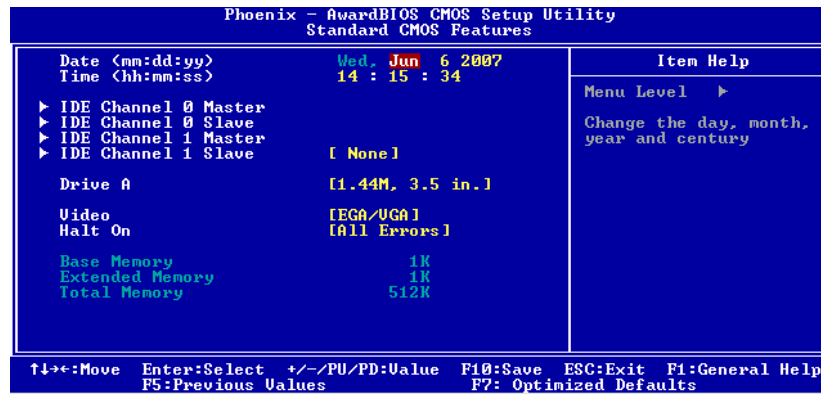 Phoenix - AwardBIOS CMOS Setup Utility
Standard CMOS Features
Date (mm:dd:yy) Wed, Jun 6 2007
Time (hh:mm:ss) 14 : 15 : 34
► IDE Channel 0 Master
► IDE Channel 0 Slave
► IDE Channel 1 Master
► IDE Channel 1 Slave [ None]
Drive A [1.44M, 3.5 in.]
Video [EGA/VGA]
Halt On [All Errors]
Base Memory 1K
Extended Memory 1K
Total Memory 512K
Item Help
Menu Level ►
Change the day, month,
year and century
↑↓→←:Move Enter:Select +/-/PU/PD:Value F10:Save ESC:Exit F1:General Help
F5:Previous Values F7: Optimized Defaults